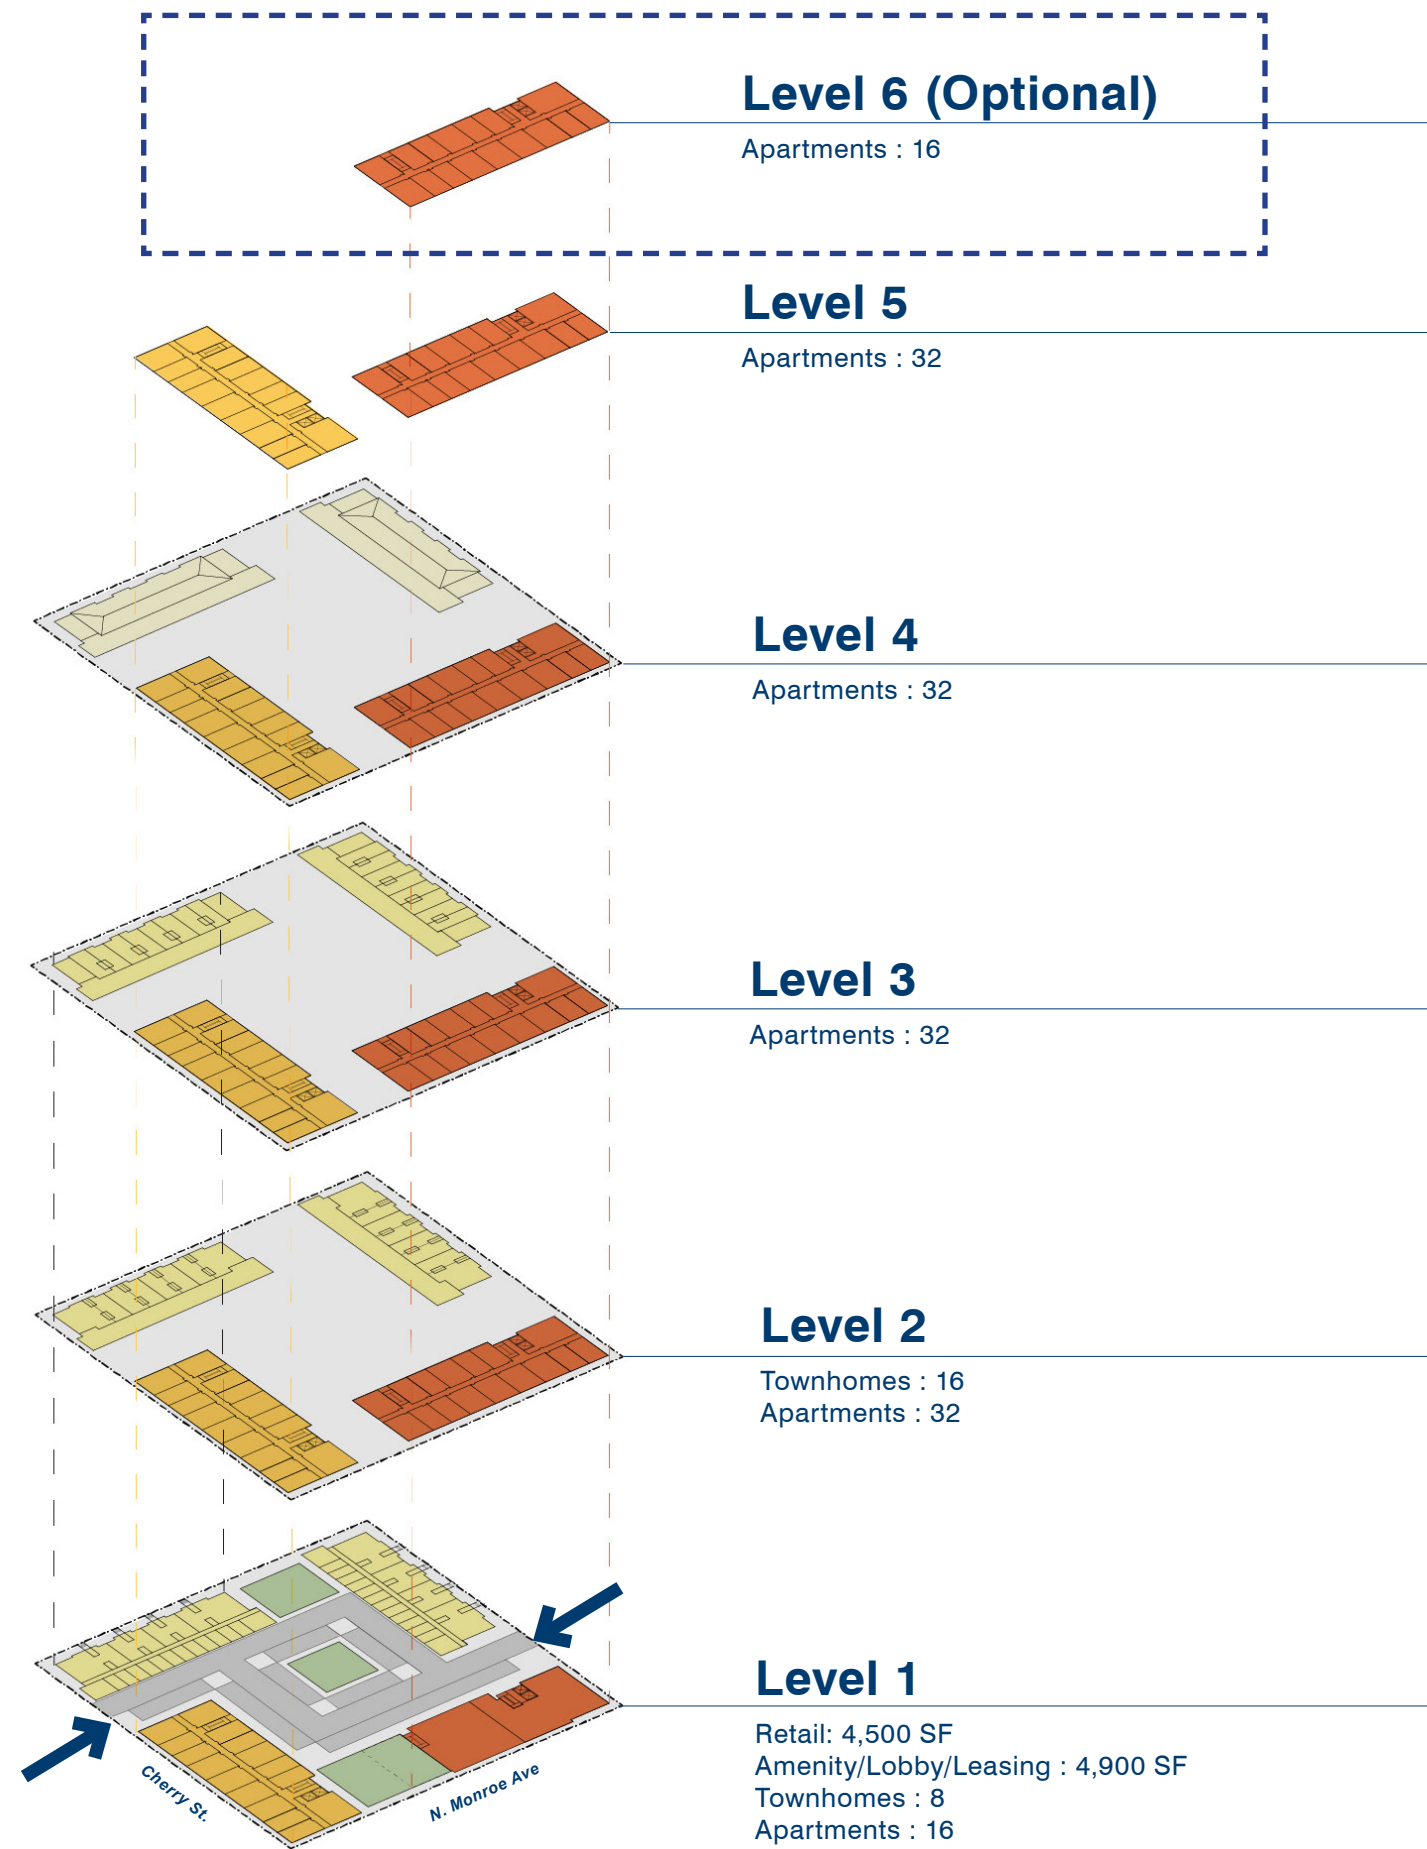 Level 6 (Optional)
Apartments : 16
Level 5
Apartments : 32
Level 4
Apartments : 32
Level 3
Apartments : 32
Level 2
Townhomes : 16
Apartments : 32
Level 1
Retail: 4,500 SF
Amenity/Lobby/Leasing : 4,900 SF
Townhomes : 8
Apartments : 16
Cherry St.
N. Monroe Ave